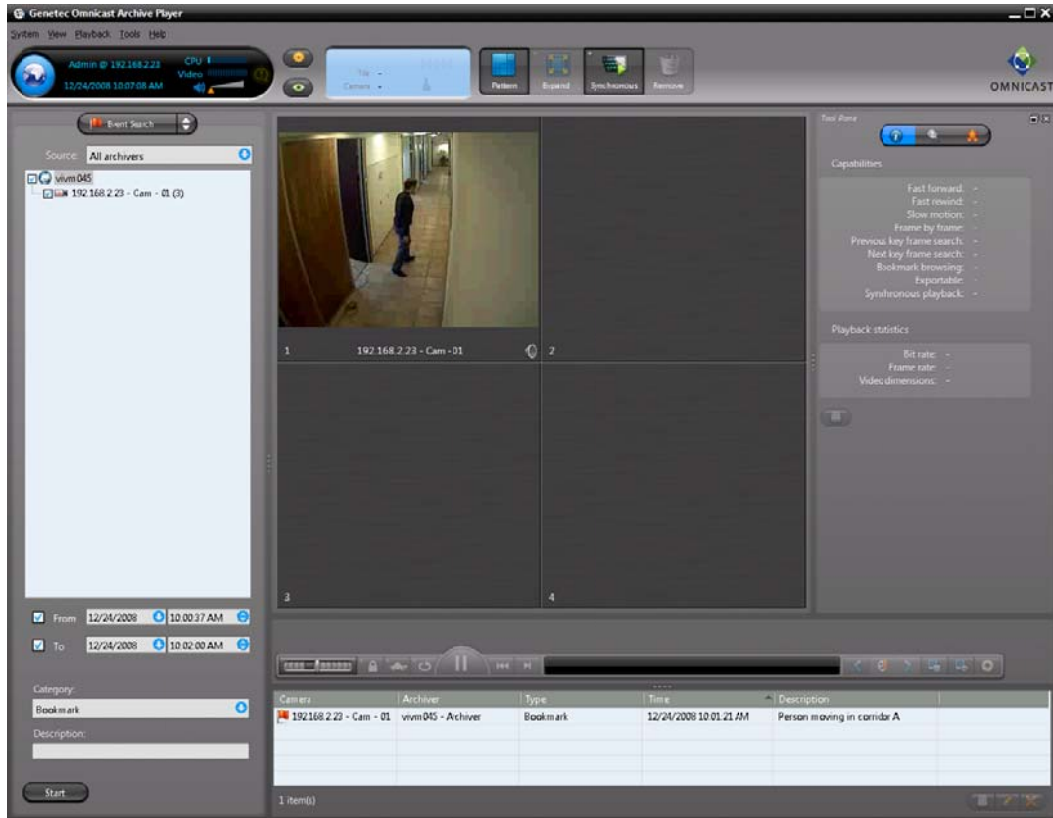 Genetec Omnicast Archive Player
System View Playback Tools Help
Admin @ 192.168.2.23
12/24/2008 10:07:08 AM
CPU
Video
Title -
Camera -
Pattern
Expand
Synchronous
Remove
OMNICAST
Event Search
Source: All archivers
vivm045
192.168.2.23 - Cam - 01 (3)
From 12/24/2008 10:00:37 AM
To 12/24/2008 10:02:00 AM
Category:
Bookmark
Description:
Start
1 192.168.2.23 - Cam - 01
2
3
4
Tool Pane
Capabilities
Fast forward: -
Fast rewind: -
Slow motion: -
Frame by frame: -
Previous key frame search: -
Next key frame search: -
Bookmark browsing: -
Exportable: -
Synchronous playback: -
Playback statistics
Bit rate: -
Frame rate: -
Video dimensions: -
Camera Archiver Type Time Description
192.168.2.23 - Cam - 01 vivm045 - Archiver Bookmark 12/24/2008 10:01:21 AM Person moving in corridor A
1 item(s)